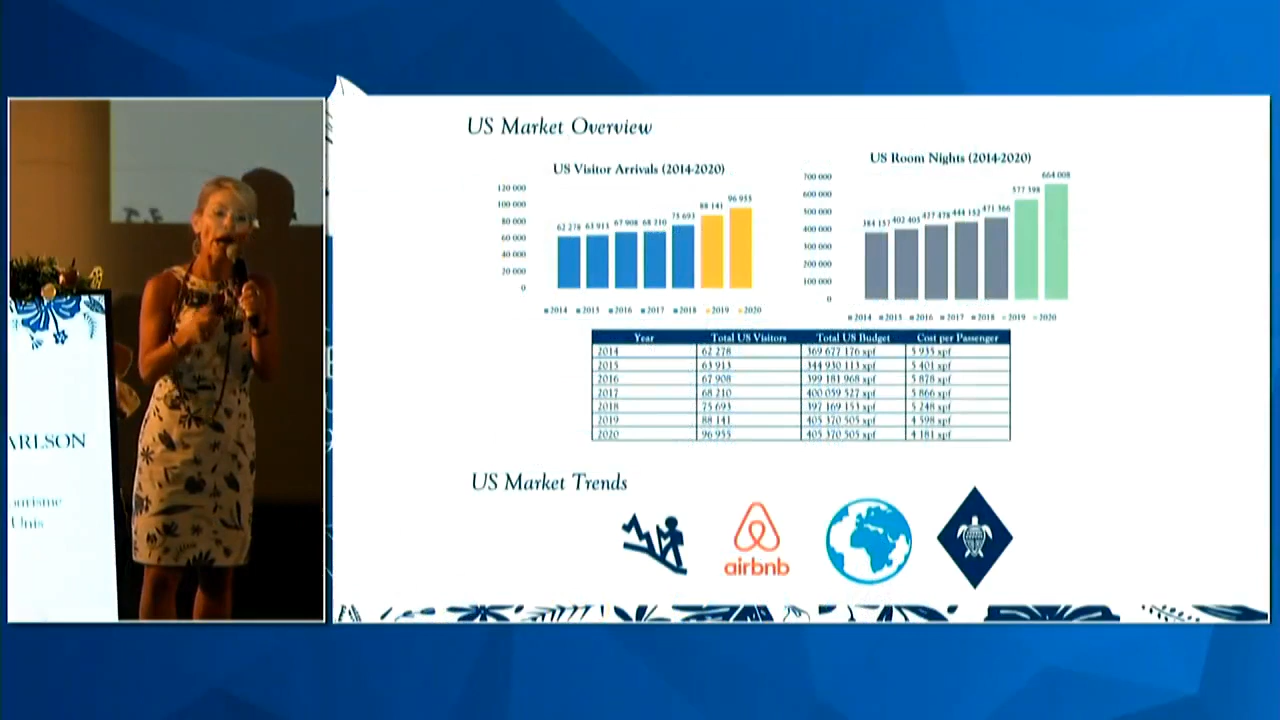 ARLSON
ourisme
Unis
US Market Overview
US Visitor Arrivals (2014-2020)
120 000
100 000
80 000
60 000
40 000
20 000
0
62 278
63 913
67 908
68 210
75 693
88 141
96 955
2014
2015
2016
2017
2018
2019
2020
US Room Nights (2014-2020)
700 000
600 000
500 000
400 000
300 000
200 000
100 000
0
384 157
402 405
427 478
444 152
471 366
577 398
664 008
2014
2015
2016
2017
2018
2019
2020
Year Total US Visitors Total US Budget Cost per Passenger
2014 62 278 369 677 176 xpf 5 935 xpf
2015 63 913 344 930 113 xpf 5 401 xpf
2016 67 908 399 181 968 xpf 5 878 xpf
2017 68 210 400 059 527 xpf 5 866 xpf
2018 75 693 397 169 153 xpf 5 248 xpf
2019 88 141 405 370 505 xpf 4 598 xpf
2020 96 955 405 370 505 xpf 4 181 xpf
US Market Trends
airbnb